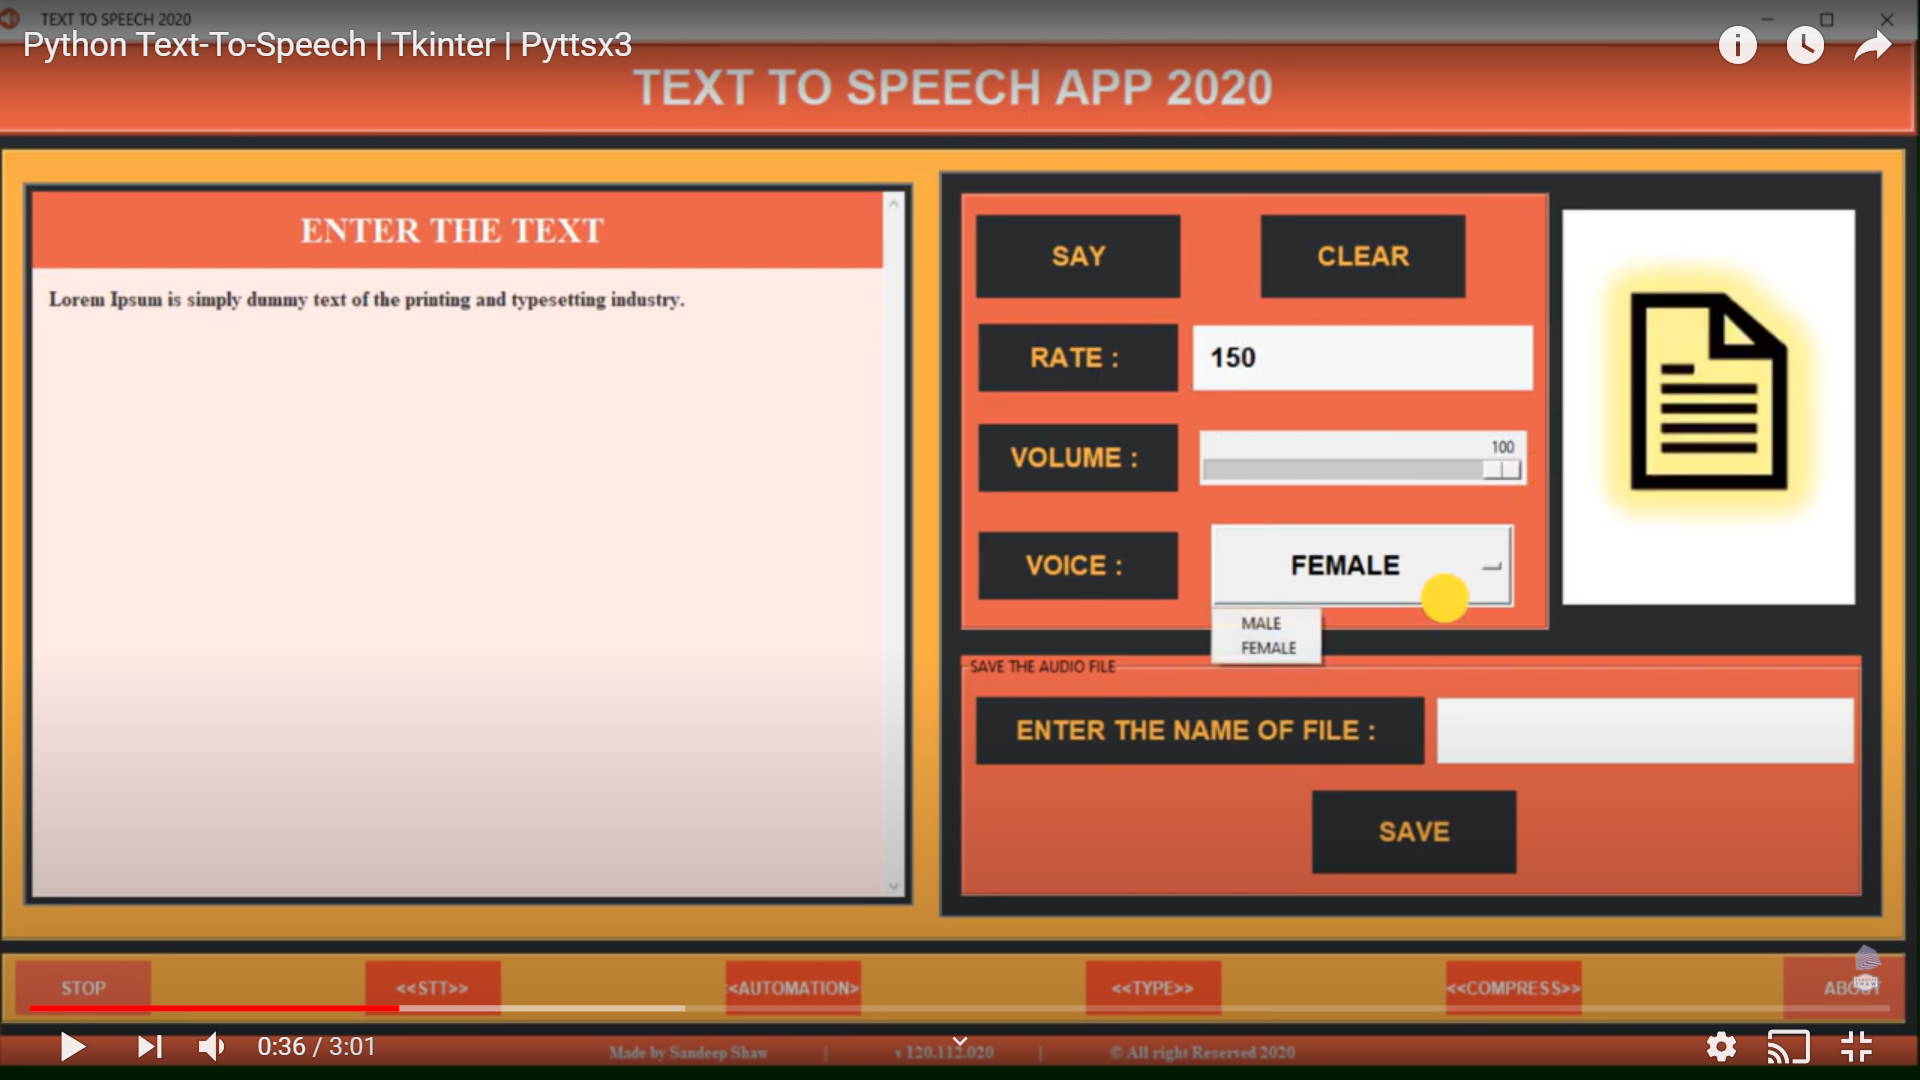 TEXT TO SPEECH 2020
Python Text-To-Speech | Tkinter | Pyttsx3
TEXT TO SPEECH APP 2020
ENTER THE TEXT
Lorem Ipsum is simply dummy text of the printing and typesetting industry.
SAY
CLEAR
RATE :
150
VOLUME :
100
VOICE :
FEMALE
MALE
FEMALE
SAVE THE AUDIO FILE
ENTER THE NAME OF FILE :
SAVE
STOP
<<STT>>
<AUTOMATION>
<<TYPE>>
<<COMPRESS>>
ABOUT
0:36 / 3:01
Made by Sandeep Shaw | v 120.112.020 | © All right Reserved 2020